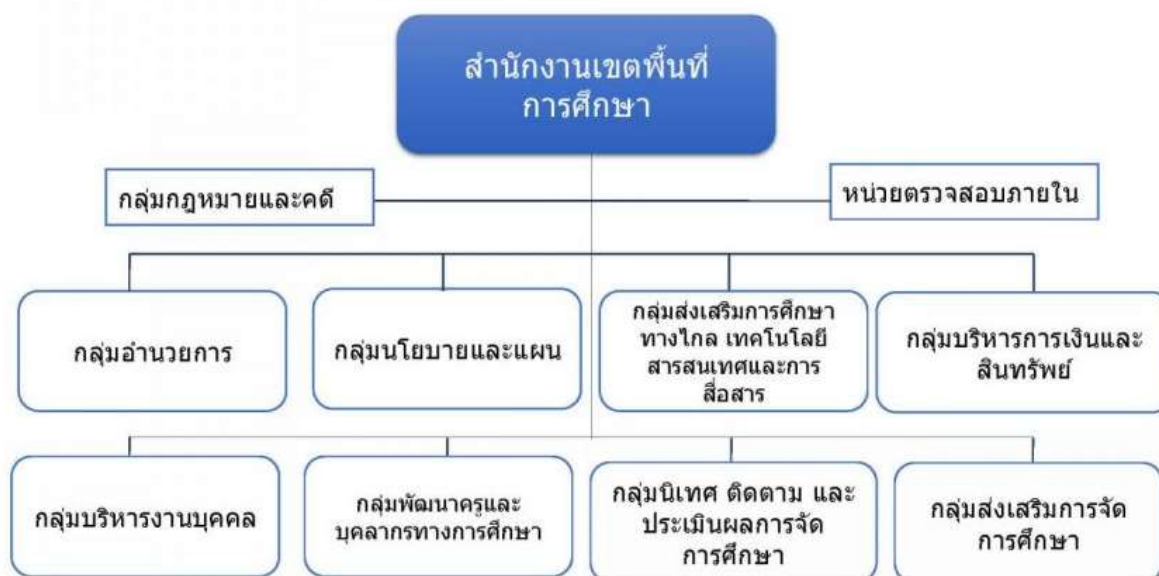 สำนักงานเขตพื้นที่
การศึกษา
กลุ่มกฎหมายและคดี
หน่วยตรวจสอบภายใน
กลุ่มอำนวยการ
กลุ่มนโยบายและแผน
กลุ่มส่งเสริมการศึกษา
ทางไกล เทคโนโลยี
สารสนเทศและการ
สื่อสาร
กลุ่มบริหารการเงินและ
สินทรัพย์
กลุ่มบริหารงานบุคคล
กลุ่มพัฒนาครูและ
บุคลากรทางการศึกษา
กลุ่มนิเทศ ติดตาม และ
ประเมินผลการจัด
การศึกษา
กลุ่มส่งเสริมการจัด
การศึกษา